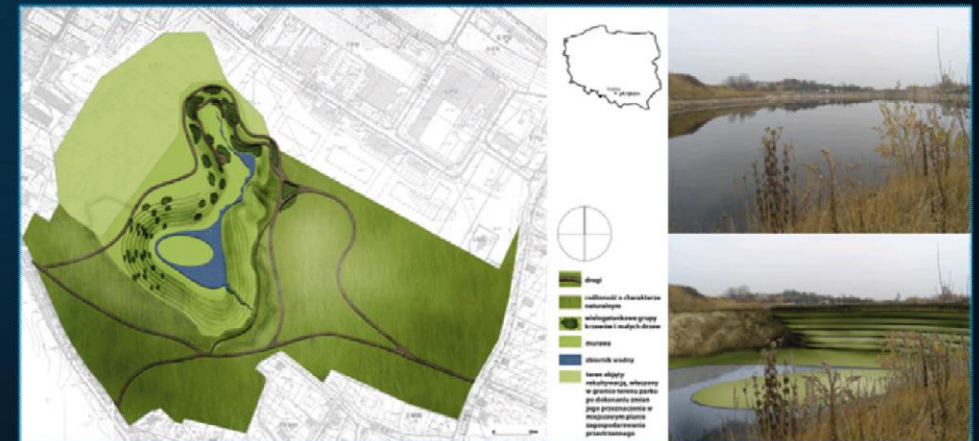 drogi
roślinność o charakterze
naturalnym
wielogatunkowe grupy
krzewów i małych drzew
murawa
zbiornik wodny
teren objęty
rekultywacją, włączony
w granice terenu parku
po dokonaniu zmian
jego przeznaczenia w
miejscowym planie
zagospodarowania
przestrzennego